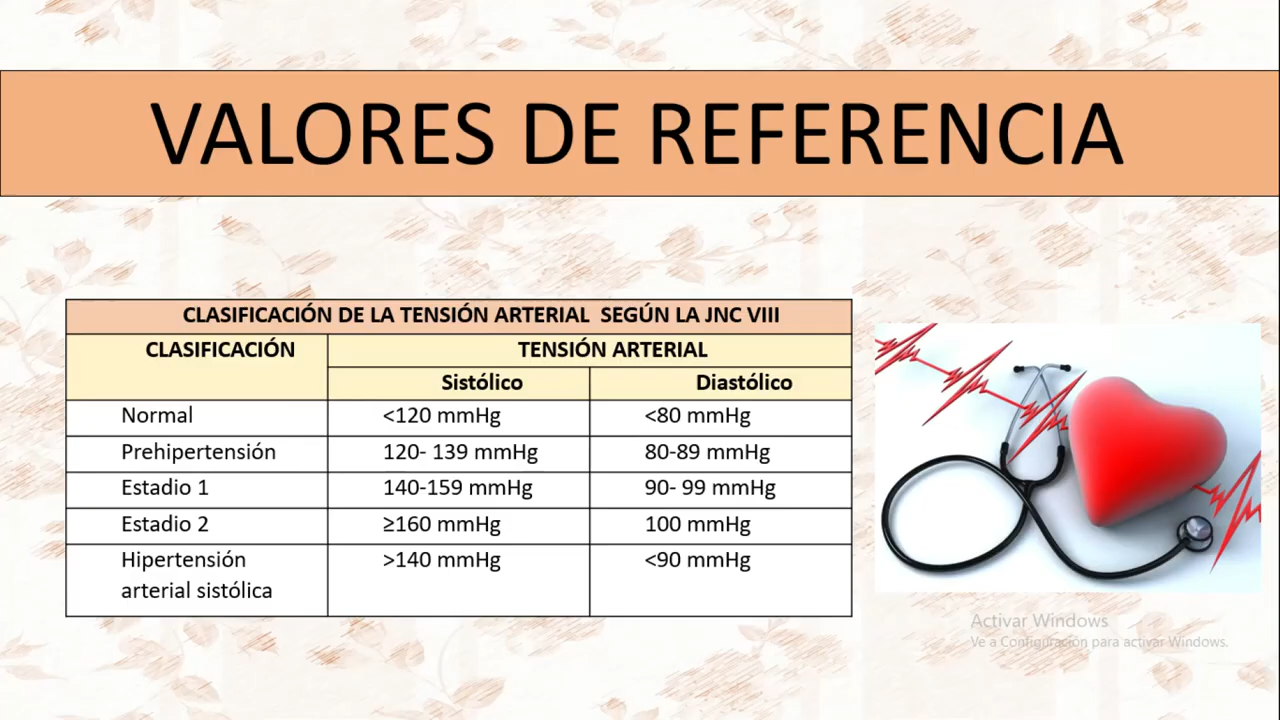 VALORES DE REFERENCIA
CLASIFICACIÓN DE LA TENSIÓN ARTERIAL SEGÚN LA JNC VIII
CLASIFICACIÓN TENSIÓN ARTERIAL
Sistólico Diastólico
Normal <120 mmHg <80 mmHg
Prehipertensión 120- 139 mmHg 80-89 mmHg
Estadio 1 140-159 mmHg 90- 99 mmHg
Estadio 2 ≥160 mmHg 100 mmHg
Hipertensión >140 mmHg <90 mmHg
arterial sistólica
Activar Windows
Ve a Configuración para activar Windows.